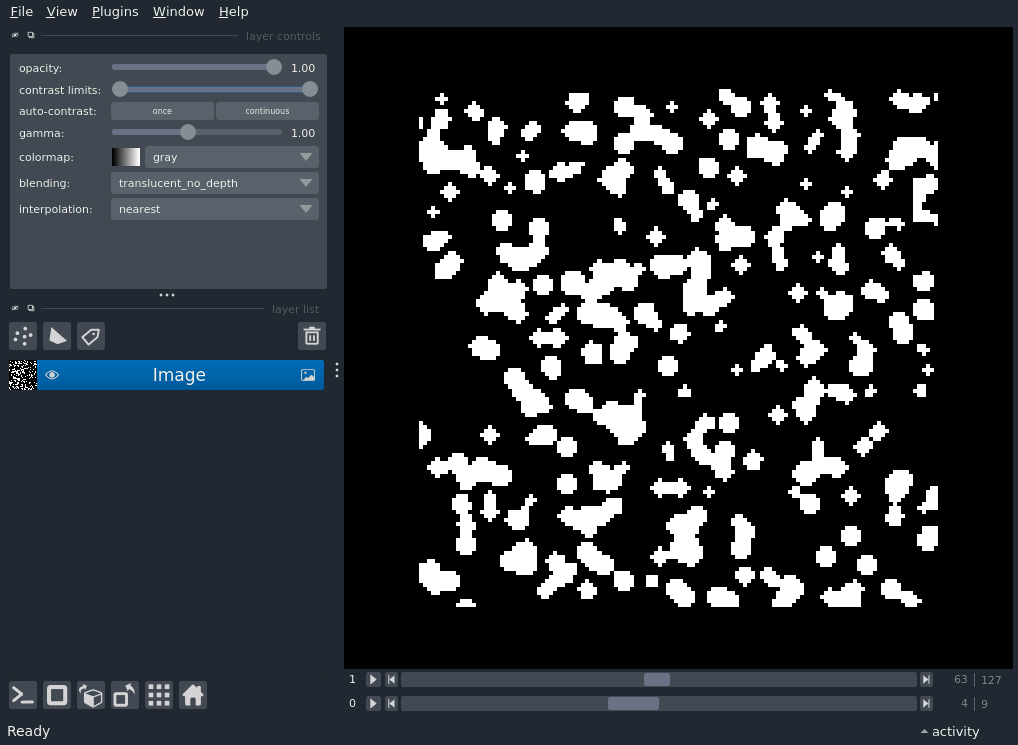 File View Plugins Window Help
layer controls
opacity: 1.00
contrast limits:
auto-contrast: once continuous
gamma: 1.00
colormap: gray
blending: translucent_no_depth
interpolation: nearest
layer list
Image
1 63 127
0 4 9
Ready activity